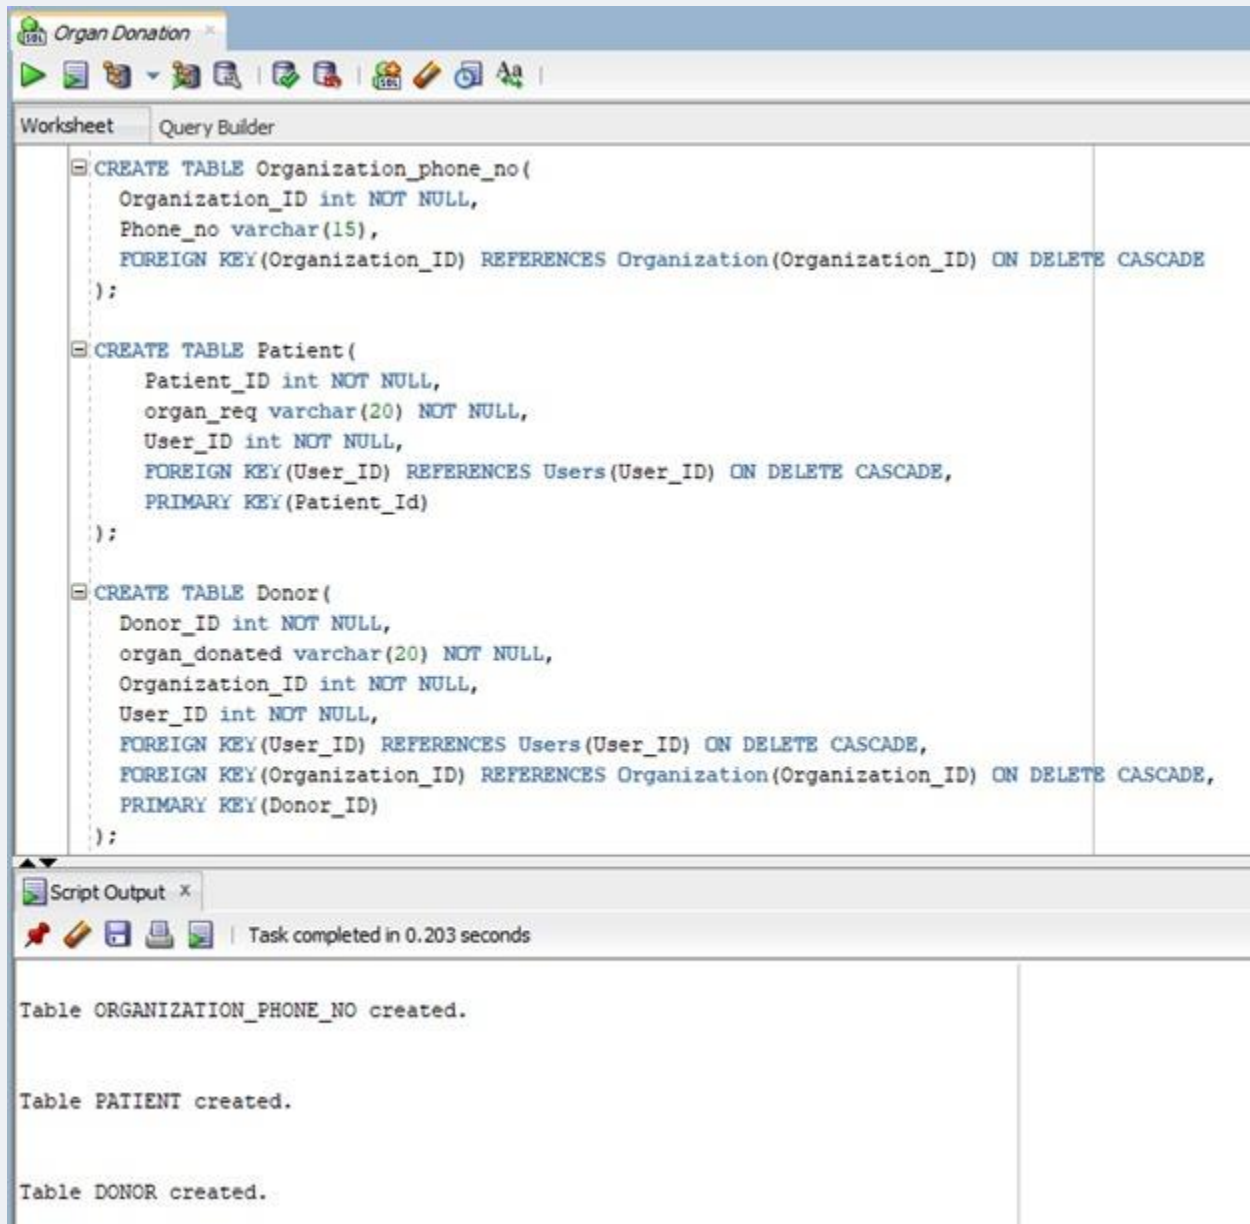 Organ Donation
Worksheet Query Builder
CREATE TABLE Organization_phone_no(
Organization_ID int NOT NULL,
Phone_no varchar(15),
FOREIGN KEY(Organization_ID) REFERENCES Organization(Organization_ID) ON DELETE CASCADE
);
CREATE TABLE Patient(
Patient_ID int NOT NULL,
organ_req varchar(20) NOT NULL,
User_ID int NOT NULL,
FOREIGN KEY(User_ID) REFERENCES Users(User_ID) ON DELETE CASCADE,
PRIMARY KEY(Patient_Id)
);
CREATE TABLE Donor(
Donor_ID int NOT NULL,
organ_donated varchar(20) NOT NULL,
Organization_ID int NOT NULL,
User_ID int NOT NULL,
FOREIGN KEY(User_ID) REFERENCES Users(User_ID) ON DELETE CASCADE,
FOREIGN KEY(Organization_ID) REFERENCES Organization(Organization_ID) ON DELETE CASCADE,
PRIMARY KEY(Donor_ID)
);
Script Output x
Task completed in 0.203 seconds
Table ORGANIZATION_PHONE_NO created.
Table PATIENT created.
Table DONOR created.